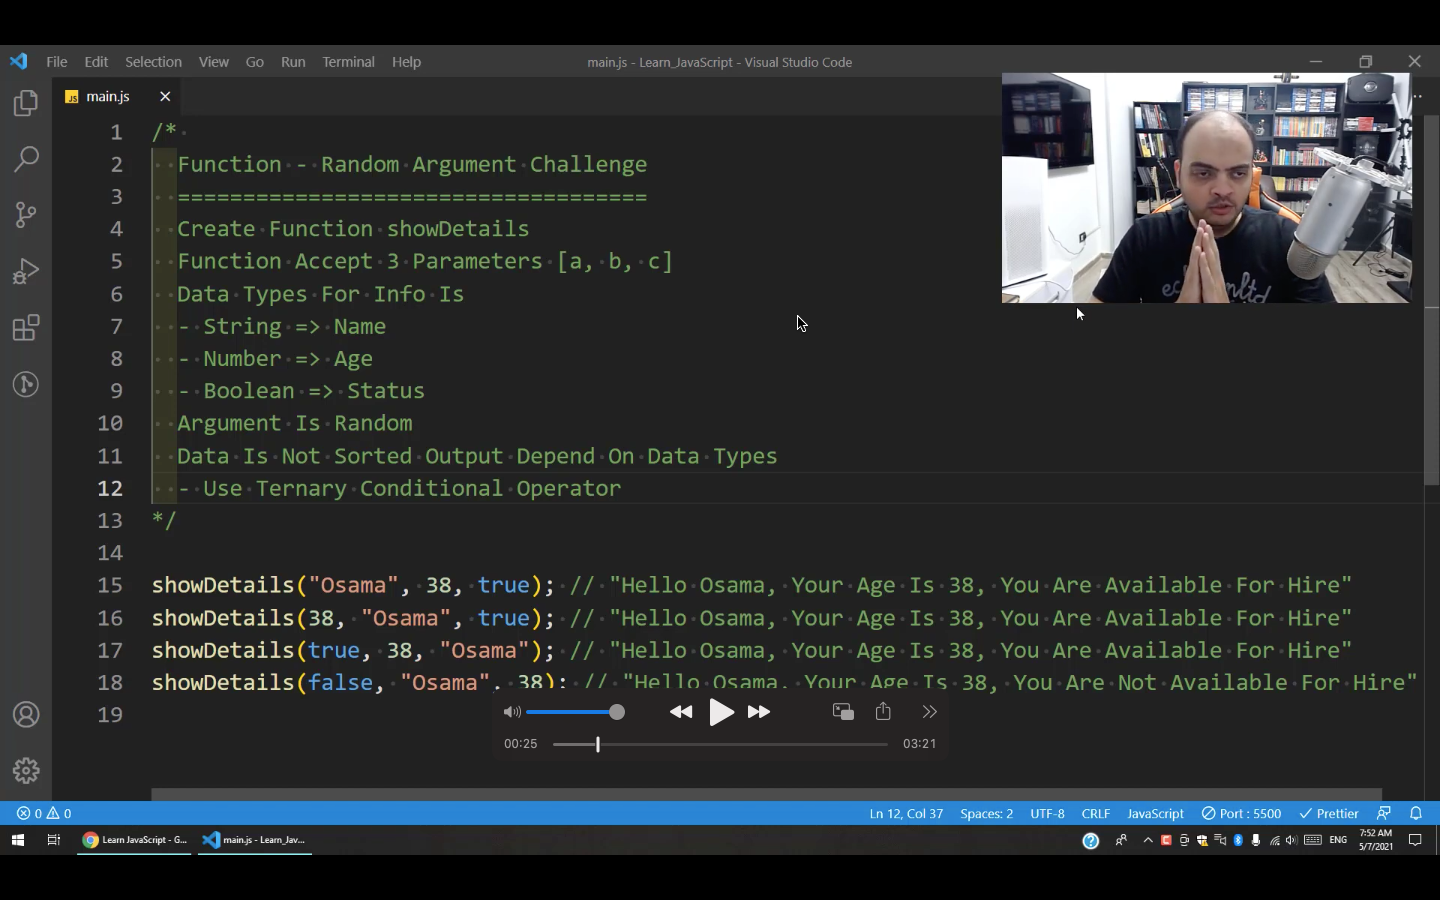 File Edit Selection View Go Run Terminal Help
main.js - Learn_JavaScript - Visual Studio Code
JS main.js
1 /*
2 Function - Random Argument Challenge
3 ====================================
4 Create Function showDetails
5 Function Accept 3 Parameters [a, b, c]
6 Data Types For Info Is
7 - String => Name
8 - Number => Age
9 - Boolean => Status
10 Argument Is Random
11 Data Is Not Sorted Output Depend On Data Types
12 - Use Ternary Conditional Operator
13 */
14
15 showDetails("Osama", 38, true); // "Hello Osama, Your Age Is 38, You Are Available For Hire"
16 showDetails(38, "Osama", true); // "Hello Osama, Your Age Is 38, You Are Available For Hire"
17 showDetails(true, 38, "Osama"); // "Hello Osama, Your Age Is 38, You Are Available For Hire"
18 showDetails(false, "Osama", 38); // "Hello Osama, Your Age Is 38, You Are Not Available For Hire"
19
00:25 03:21
0 0 Ln 12, Col 37 Spaces: 2 UTF-8 CRLF JavaScript Port : 5500 Prettier
Learn JavaScript - G... main.js - Learn_Jav... ENG 7:52 AM
5/7/2021